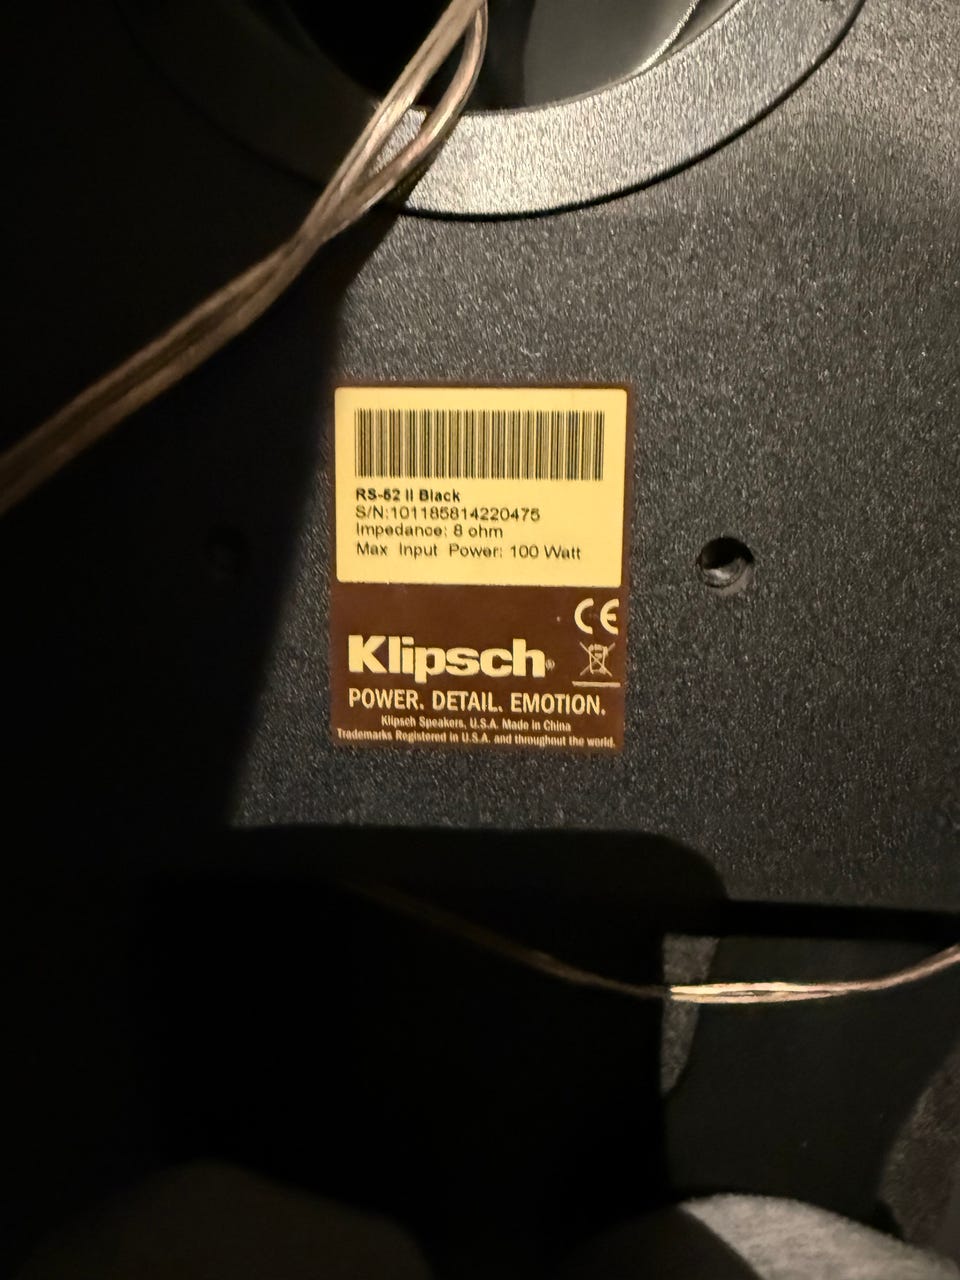 RS-52 II Black
S/N:101185814220475
Impedance: 8 ohm
Max Input Power: 100 Watt
CE
Klipsch®
POWER. DETAIL. EMOTION.
Klipsch Speakers, U.S.A. Made in China
Trademarks Registered in U.S.A. and throughout the world.